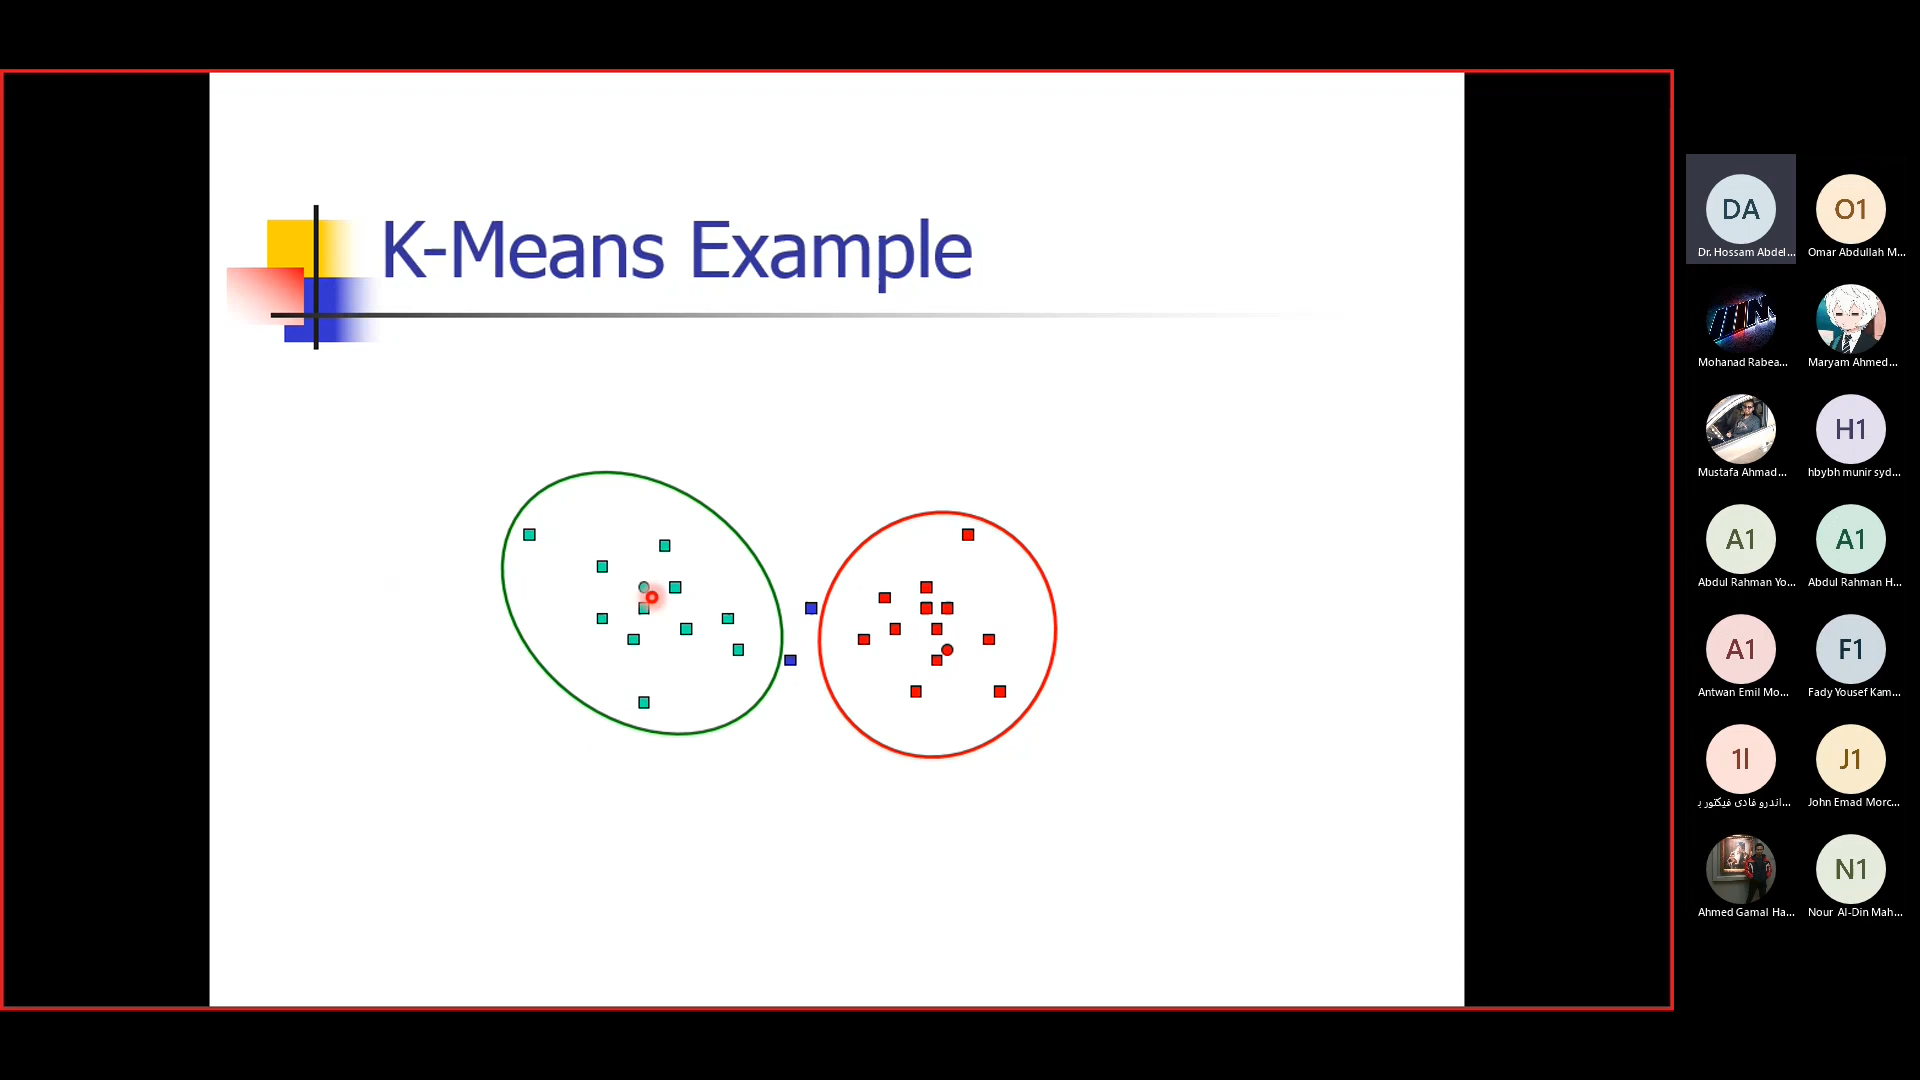 K-Means Example
DA
Dr. Hossam Abdel...
O1
Omar Abdullah M...
Mohanad Rabea...
Maryam Ahmed...
Mustafa Ahmad...
H1
hbybh munir syd...
A1
Abdul Rahman Yo...
A1
Abdul Rahman H...
A1
Antwan Emil Mo...
F1
Fady Yousef Kam...
1I
اندرو فادى فيكتور ب...
J1
John Emad Morc...
Ahmed Gamal Ha...
N1
Nour Al-Din Mah...